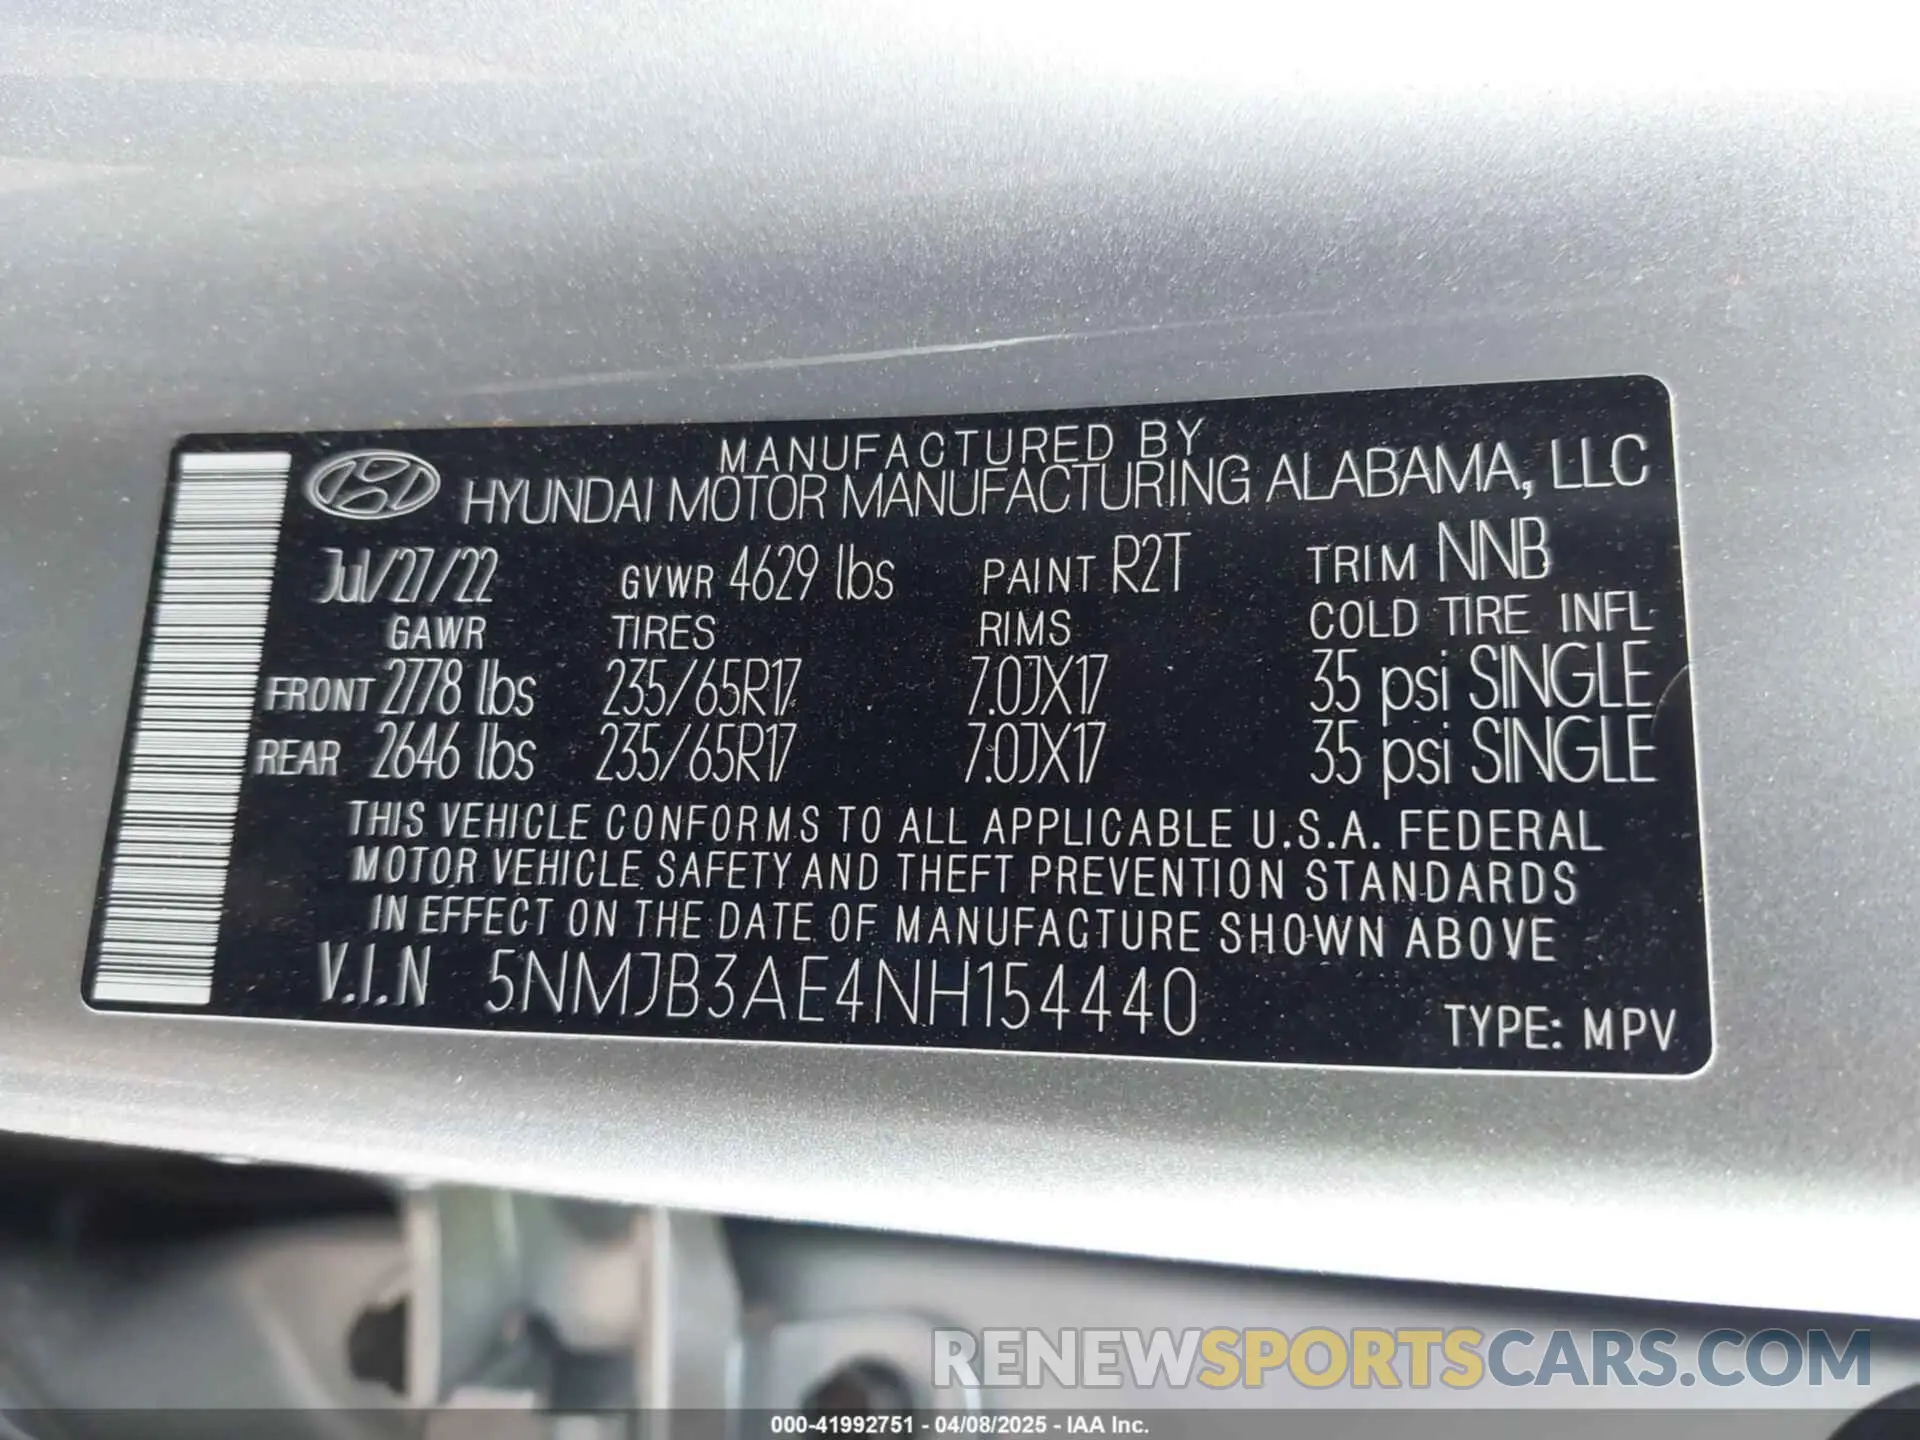 MANUFACTURED BY
HYUNDAI MOTOR MANUFACTURING ALABAMA, LLC
Jul/27/22 GVWR 4629 lbs PAINT R2T TRIM NNB
GAWR TIRES RIMS COLD TIRE INFL
FRONT 2778 lbs 235/65R17 7.0JX17 35 psi SINGLE
REAR 2646 lbs 235/65R17 7.0JX17 35 psi SINGLE
THIS VEHICLE CONFORMS TO ALL APPLICABLE U.S.A. FEDERAL
MOTOR VEHICLE SAFETY AND THEFT PREVENTION STANDARDS
IN EFFECT ON THE DATE OF MANUFACTURE SHOWN ABOVE
V.I.N 5NMJB3AE4NH154440
TYPE: MPV
RENEWSPORTSCARS.COM
000-41992751 - 04/08/2025 - IAA Inc.